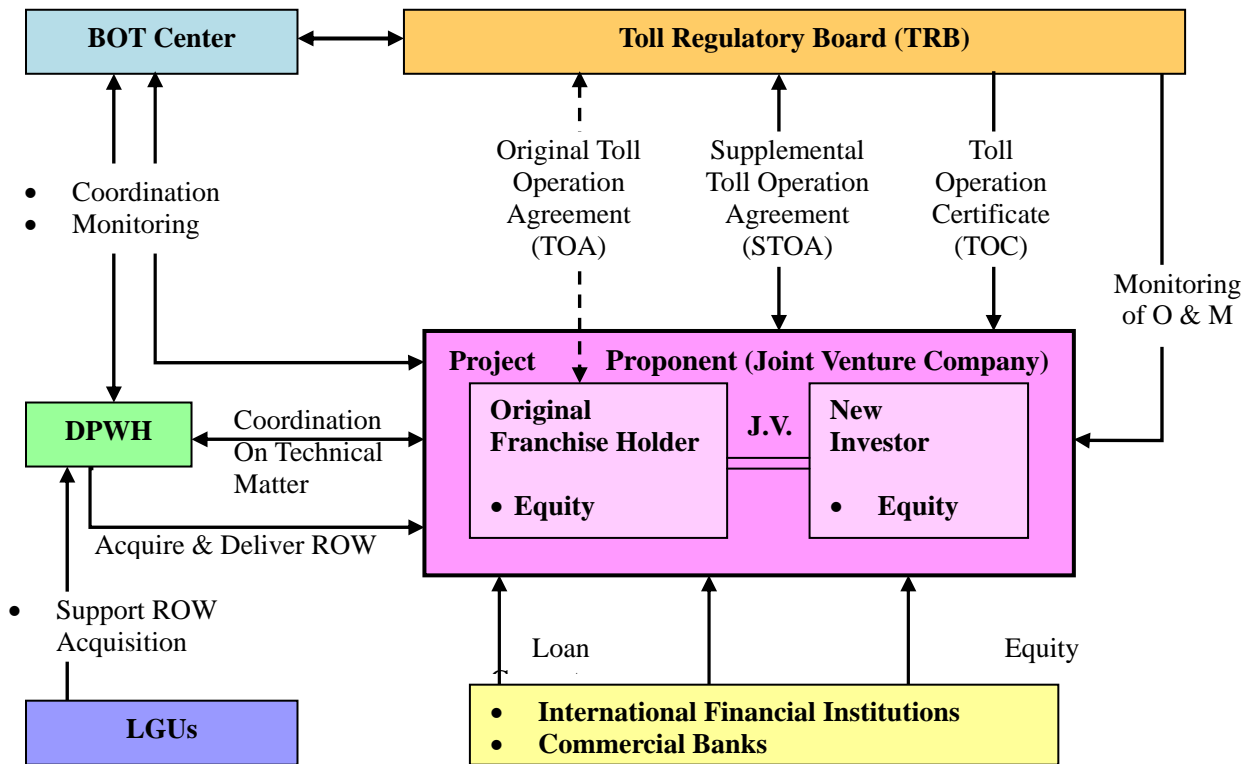 BOT Center
Toll Regulatory Board (TRB)
Original Toll
Operation
Agreement
(TOA)
Supplemental
Toll Operation
Agreement
(STOA)
Toll
Operation
Certificate
(TOC)
• Coordination
• Monitoring
Monitoring
of O & M
Project Proponent (Joint Venture Company)
Original
Franchise Holder
• Equity
J.V.
New
Investor
• Equity
DPWH
Coordination
On Technical
Matter
Acquire & Deliver ROW
• Support ROW
Acquisition
Loan
Equity
LGUs
• International Financial Institutions
• Commercial Banks